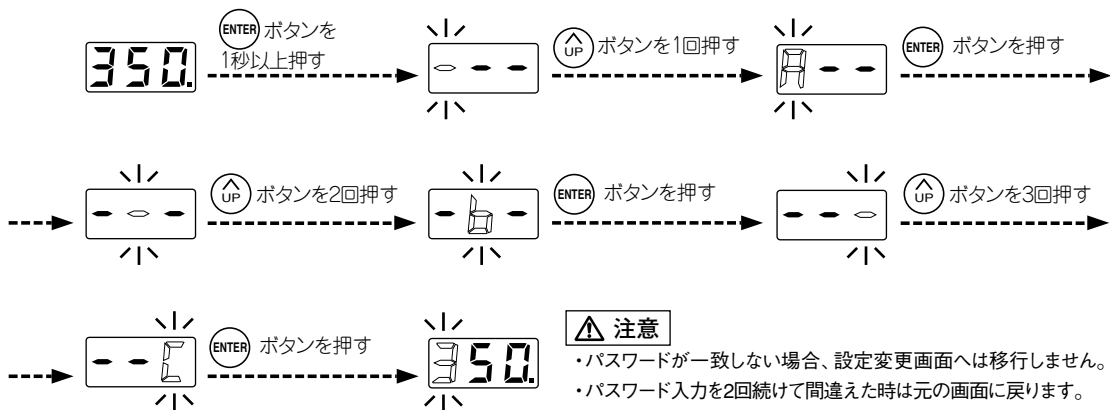 350. ENTER ボタンを 1秒以上押す - - - UP ボタンを1回押す A - - ENTER ボタンを押す
- - - UP ボタンを2回押す - b - ENTER ボタンを押す - - - UP ボタンを3回押す
- - C ENTER ボタンを押す 350.
⚠ 注意
・パスワードが一致しない場合、設定変更画面へは移行しません。
・パスワード入力を2回続けて間違えた時は元の画面に戻ります。